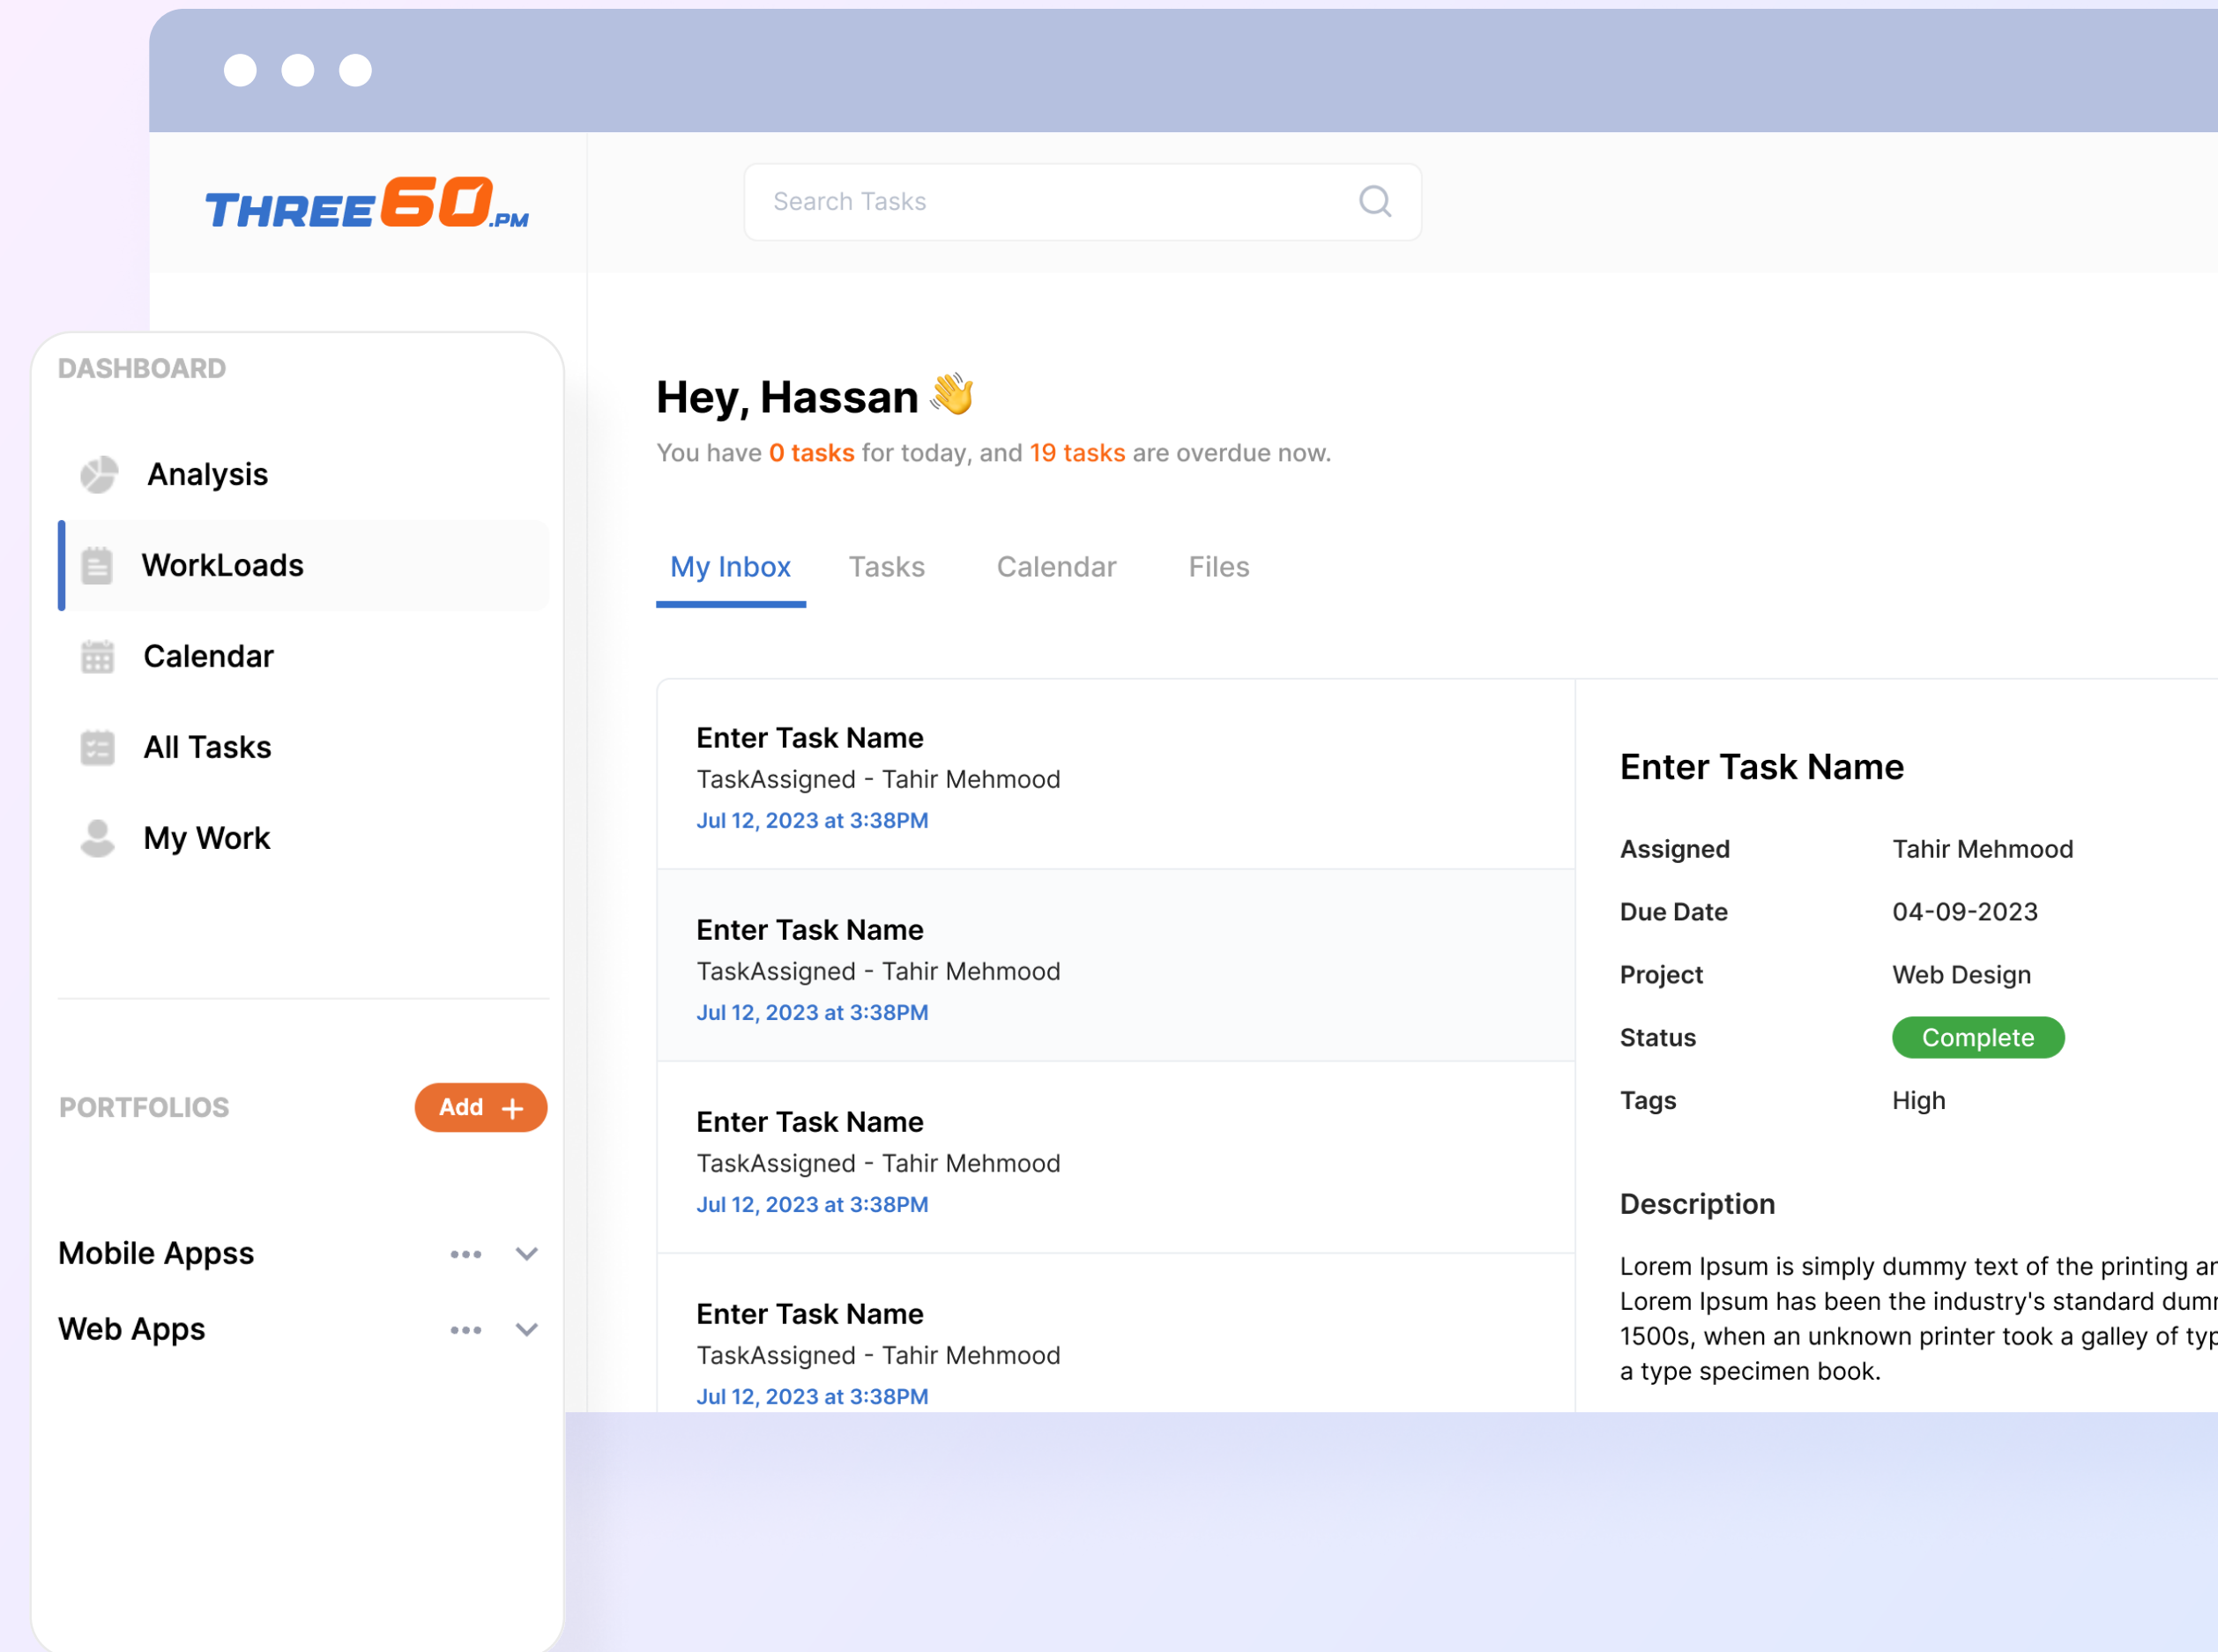 THREE60.PM
Search Tasks
DASHBOARD
Analysis
WorkLoads
Calendar
All Tasks
My Work
PORTFOLIOS
Add +
Mobile Appss
Web Apps
Hey, Hassan 👋
You have 0 tasks for today, and 19 tasks are overdue now.
My Inbox Tasks Calendar Files
Enter Task Name
TaskAssigned - Tahir Mehmood
Jul 12, 2023 at 3:38PM
Enter Task Name
TaskAssigned - Tahir Mehmood
Jul 12, 2023 at 3:38PM
Enter Task Name
TaskAssigned - Tahir Mehmood
Jul 12, 2023 at 3:38PM
Enter Task Name
TaskAssigned - Tahir Mehmood
Jul 12, 2023 at 3:38PM
Enter Task Name
Assigned Tahir Mehmood
Due Date 04-09-2023
Project Web Design
Status Complete
Tags High
Description
Lorem Ipsum is simply dummy text of the printing
Lorem Ipsum has been the industry's standard
1500s, when an unknown printer took a galley of
a type specimen book.